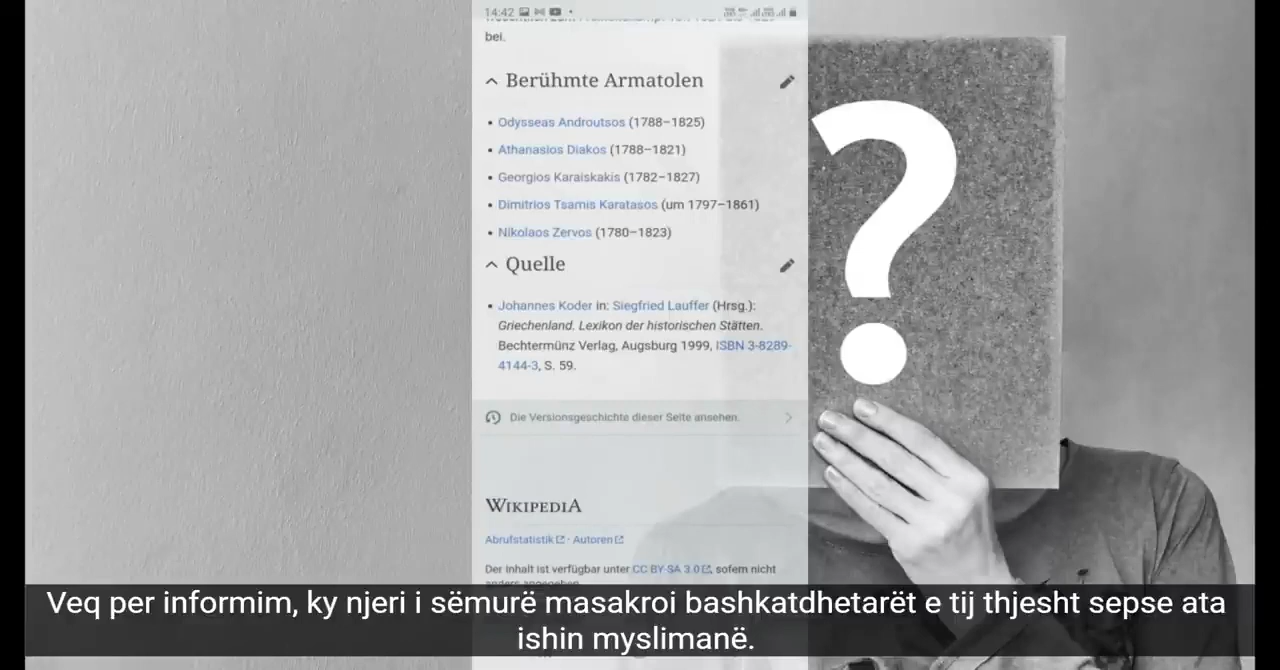 14:42
bei.
Berühmte Armatolen
• Odysseas Androutsos (1788–1825)
• Athanasios Diakos (1788–1821)
• Georgios Karaiskakis (1782–1827)
• Dimitrios Tsamis Karatasos (um 1797–1861)
• Nikolaos Zervos (1780–1823)
Quelle
• Johannes Koder in: Siegfried Lauffer (Hrsg.):
Griechenland. Lexikon der historischen Stätten.
Bechtermünz Verlag, Augsburg 1999, ISBN 3-8289-
4144-3, S. 59.
Die Versionsgeschichte dieser Seite ansehen.
WIKIPEDIA
Abrufstatistik · Autoren
Der Inhalt ist verfügbar unter CC BY-SA 3.0, sofern nicht
anders angegeben
?
Veq per informim, ky njeri i sëmurë masakroi bashkatdhetarët e tij thjesht sepse ata
ishin myslimanë.